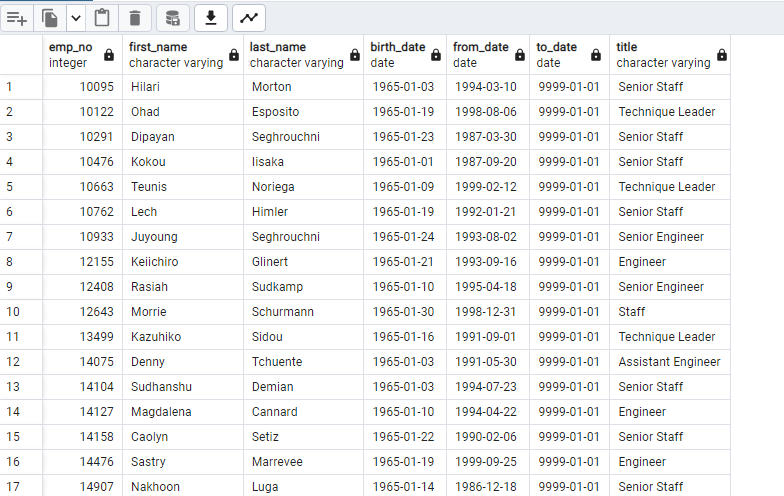 emp_no first_name last_name birth_date from_date to_date title
integer character varying character varying date date date character varying
1 10095 Hilari Morton 1965-01-03 1994-03-10 9999-01-01 Senior Staff
2 10122 Ohad Esposito 1965-01-19 1998-08-06 9999-01-01 Technique Leader
3 10291 Dipayan Seghrouchni 1965-01-23 1987-03-30 9999-01-01 Senior Staff
4 10476 Kokou Iisaka 1965-01-01 1987-09-20 9999-01-01 Senior Staff
5 10663 Teunis Noriega 1965-01-09 1999-02-12 9999-01-01 Technique Leader
6 10762 Lech Himler 1965-01-19 1992-01-21 9999-01-01 Senior Staff
7 10933 Juyoung Seghrouchni 1965-01-24 1993-08-02 9999-01-01 Senior Engineer
8 12155 Keiichiro Glinert 1965-01-21 1993-09-16 9999-01-01 Engineer
9 12408 Rasiah Sudkamp 1965-01-10 1995-04-18 9999-01-01 Senior Engineer
10 12643 Morrie Schurmann 1965-01-30 1998-12-31 9999-01-01 Staff
11 13499 Kazuhiko Sidou 1965-01-16 1991-09-01 9999-01-01 Technique Leader
12 14075 Denny Tchuente 1965-01-03 1991-05-30 9999-01-01 Assistant Engineer
13 14104 Sudhanshu Demian 1965-01-03 1994-07-23 9999-01-01 Senior Staff
14 14127 Magdalena Cannard 1965-01-10 1994-04-22 9999-01-01 Engineer
15 14158 Caolyn Setiz 1965-01-22 1990-02-06 9999-01-01 Senior Staff
16 14476 Sastry Marrevee 1965-01-19 1999-09-25 9999-01-01 Engineer
17 14907 Nakhoon Luga 1965-01-14 1986-12-18 9999-01-01 Senior Staff